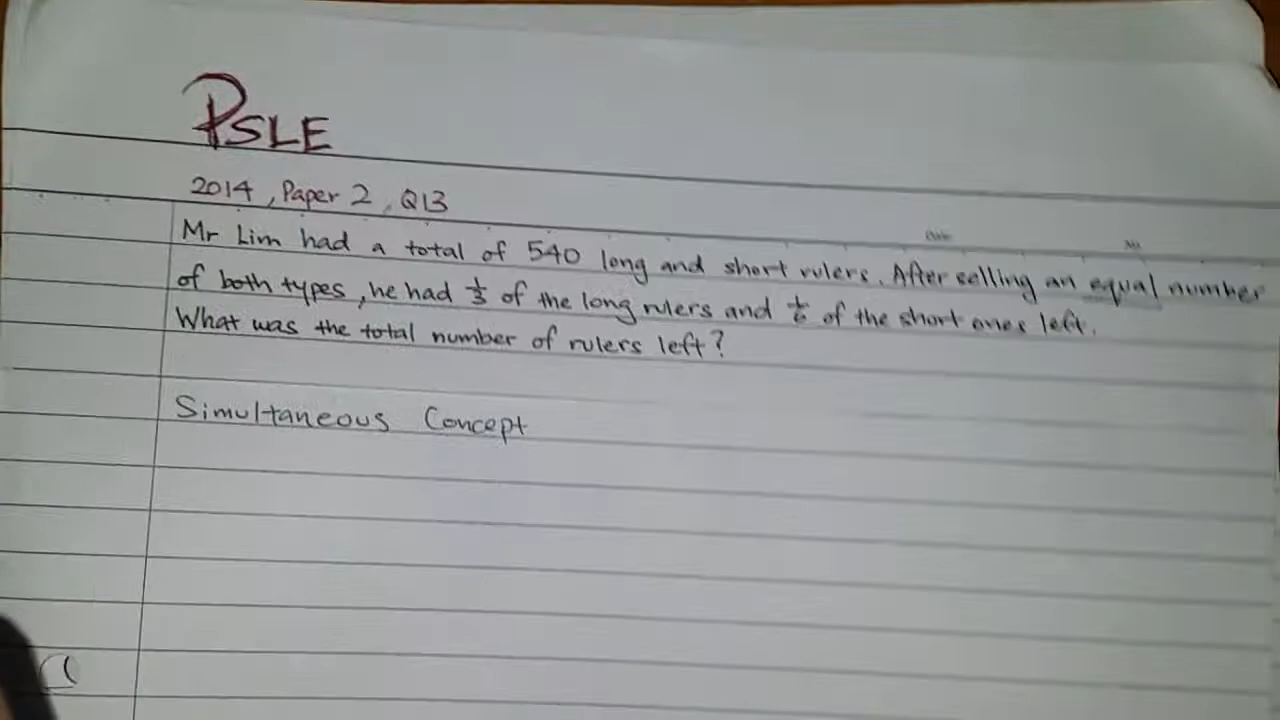 PSLE
2014, Paper 2, Q13
Mr Lim had a total of 540 long and short rulers. After selling an equal number
of both types, he had 1/3 of the long rulers and 1/6 of the short ones left.
What was the total number of rulers left?
Simultaneous Concept